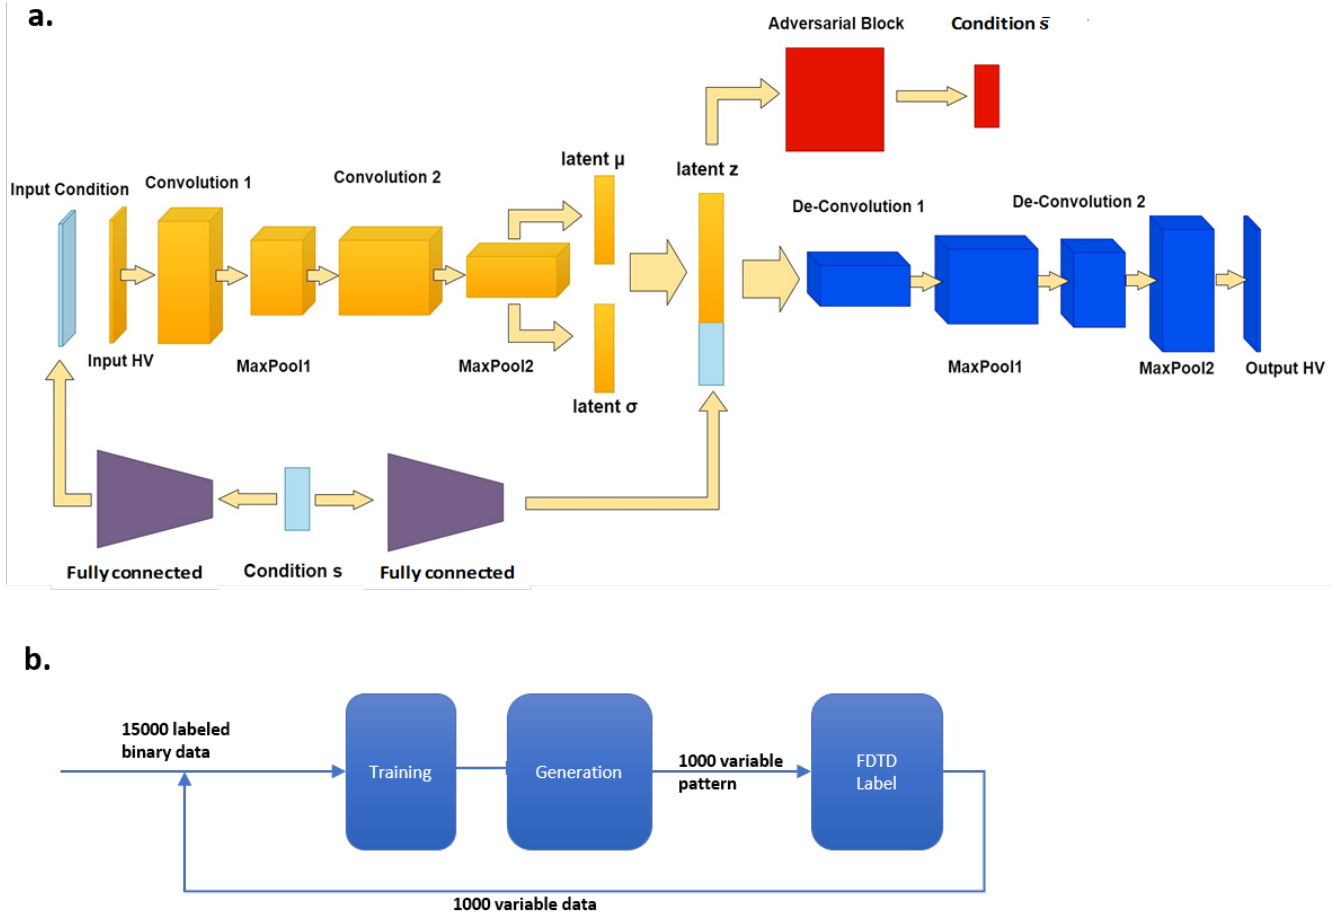 a.
Adversarial Block
Condition s̄
latent μ
latent z
Input Condition
Convolution 1
Convolution 2
De-Convolution 1
De-Convolution 2
Input HV
MaxPool1
MaxPool2
latent σ
MaxPool1
MaxPool2
Output HV
Fully connected
Condition s
Fully connected
b.
15000 labeled
binary data
Training
Generation
1000 variable
pattern
FDTD
Label
1000 variable data